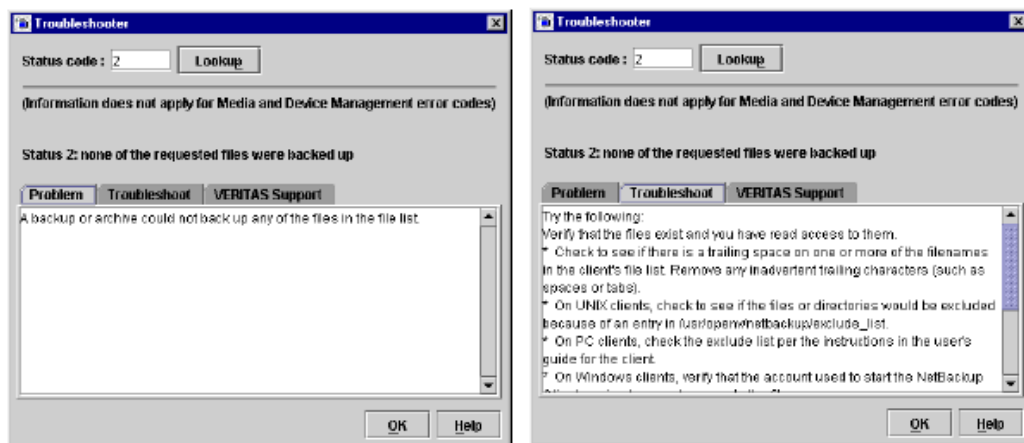 Troubleshooter
Status code : 2 Lookup
(Information does not apply for Media and Device Management error codes)
Status 2: none of the requested files were backed up
Problem Troubleshoot VERITAS Support
A backup or archive could not back up any of the files in the file list.
OK Help
Troubleshooter
Status code : 2 Lookup
(Information does not apply for Media and Device Management error codes)
Status 2: none of the requested files were backed up
Problem Troubleshoot VERITAS Support
Try the following:
Verify that the files exist and you have read access to them.
* Check to see if there is a trailing space on one or more of the filenames
in the client's file list. Remove any inadvertent trailing characters (such as
spaces or tabs).
* On UNIX clients, check to see if the files or directories would be excluded
because of an entry in /usr/openv/netbackup/exclude_list.
* On PC clients, check the exclude list per the instructions in the user's
guide for the client.
* On Windows clients, verify that the account used to start the NetBackup
OK Help